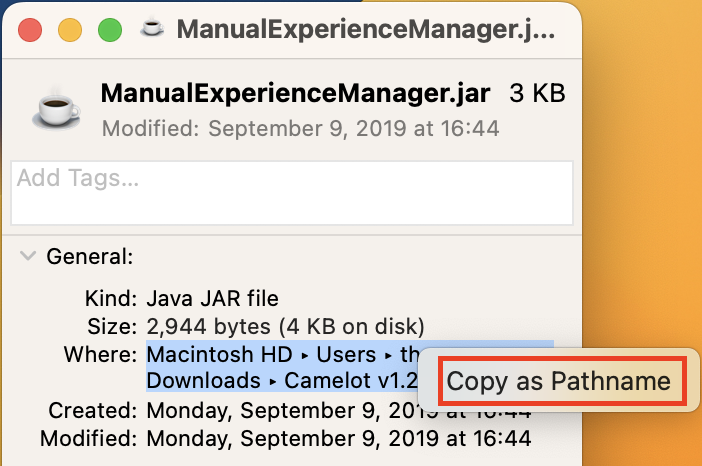 ManualExperienceManager.j...
ManualExperienceManager.jar 3 KB
Modified: September 9, 2019 at 16:44
Add Tags...
General:
Kind: Java JAR file
Size: 2,944 bytes (4 KB on disk)
Where: Macintosh HD ▸ Users ▸
Downloads ▸ Camelot v1.2
Copy as Pathname
Created: Monday, September 9, 2019 at 16:44
Modified: Monday, September 9, 2019 at 16:44